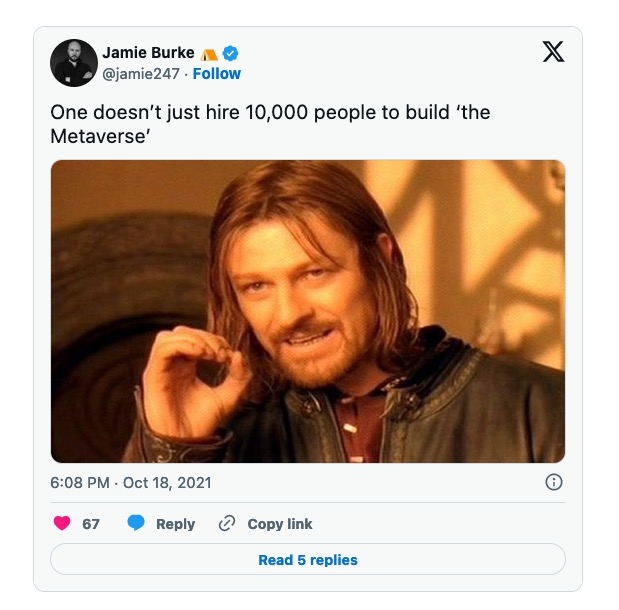 Jamie Burke
@jamie247 · Follow
One doesn’t just hire 10,000 people to build ‘the
Metaverse’
6:08 PM · Oct 18, 2021
67 Reply Copy link
Read 5 replies